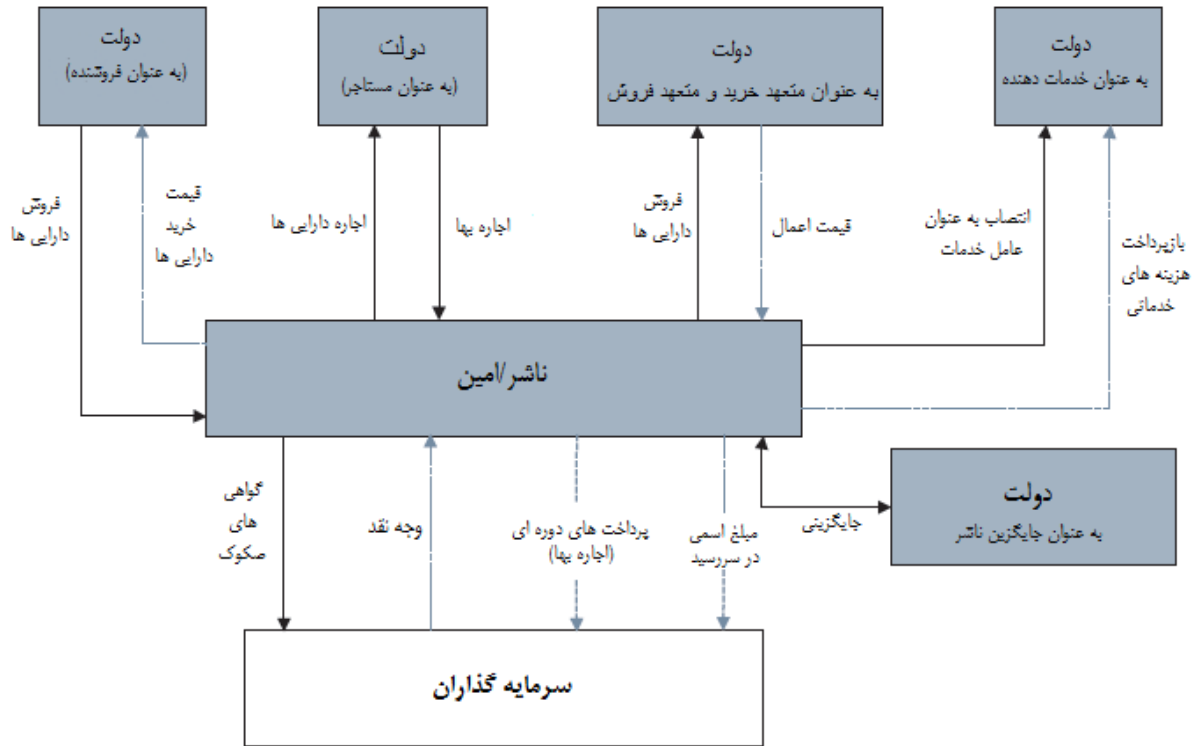 دولت
به عنوان خدمات دهنده
دولت
به عنوان متعهد خرید و متعهد فروش
دولت
(به عنوان مستاجر)
دولت
(به عنوان فروشنده)
بازپرداخت
هزینه های
خدماتی
انتصاب به عنوان
عامل خدمات
قیمت اعمال
فروش
دارایی ها
اجاره بها
اجاره دارایی ها
قیمت
خرید
دارایی ها
فروش
دارایی ها
ناشر/امین
دولت
به عنوان جایگزین ناشر
جایگزینی
مبلغ اسمی
در سررسید
پرداخت های دوره ای
(اجاره بها)
وجه نقد
گواهی
های
صکوک
سرمایه گذاران